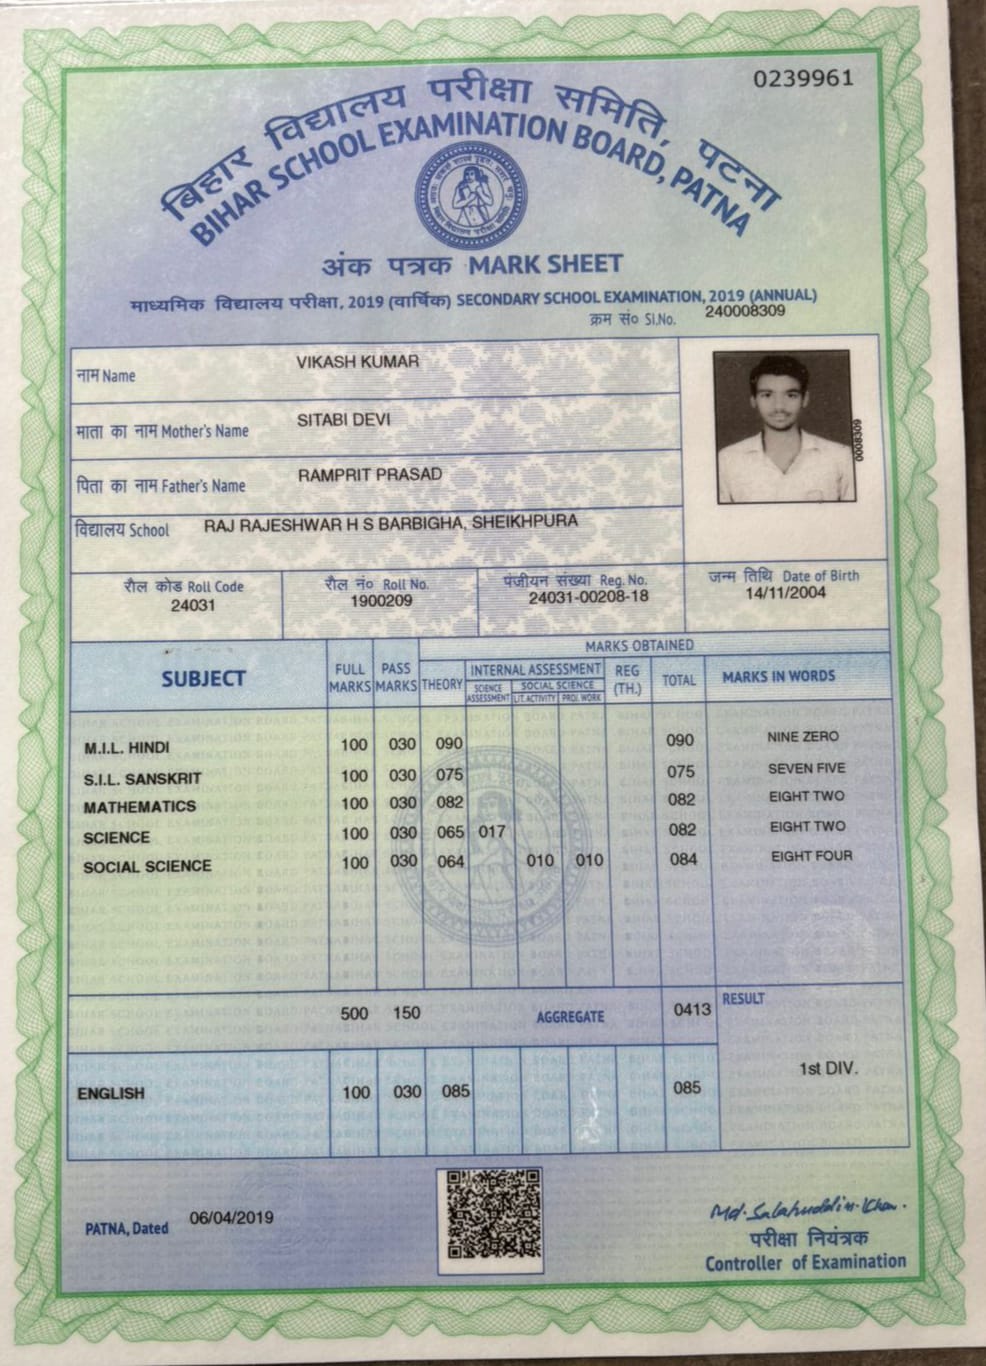 0239961
बिहार विद्यालय परीक्षा समिति, पटना
BIHAR SCHOOL EXAMINATION BOARD, PATNA
अंक पत्रक MARK SHEET
माध्यमिक विद्यालय परीक्षा, 2019 (वार्षिक) SECONDARY SCHOOL EXAMINATION, 2019 (ANNUAL)
क्रम सं० Sl.No. 240008309
नाम Name VIKASH KUMAR
माता का नाम Mother's Name SITABI DEVI
पिता का नाम Father's Name RAMPRIT PRASAD
विद्यालय School RAJ RAJESHWAR H S BARBIGHA, SHEIKHPURA
0008309
रौल कोड Roll Code रौल नं० Roll No. पंजीयन संख्या Reg. No. जन्म तिथि Date of Birth
24031 1900209 24031-00208-18 14/11/2004
MARKS OBTAINED
SUBJECT FULL MARKS PASS MARKS THEORY INTERNAL ASSESSMENT REG (TH.) TOTAL MARKS IN WORDS
SCIENCE ASSESSMENT SOCIAL SCIENCE
LIT.ACTIVITY PROJ. WORK
M.I.L. HINDI 100 030 090 090 NINE ZERO
S.I.L. SANSKRIT 100 030 075 075 SEVEN FIVE
MATHEMATICS 100 030 082 082 EIGHT TWO
SCIENCE 100 030 065 017 082 EIGHT TWO
SOCIAL SCIENCE 100 030 064 010 010 084 EIGHT FOUR
500 150 AGGREGATE 0413 RESULT
1st DIV.
ENGLISH 100 030 085 085
PATNA, Dated 06/04/2019
Md. Salahuddin Khan.
परीक्षा नियंत्रक
Controller of Examination